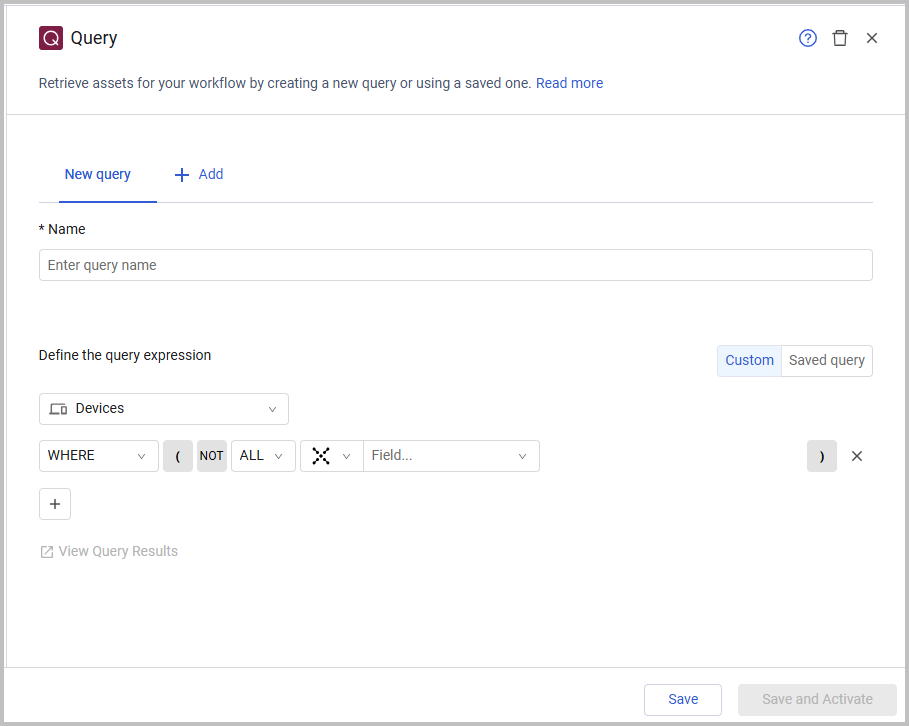 Query
Retrieve assets for your workflow by creating a new query or using a saved one. Read more
New query + Add
* Name
Enter query name
Define the query expression
Custom Saved query
Devices
WHERE ( NOT ALL Field... )
+
View Query Results
Save Save and Activate